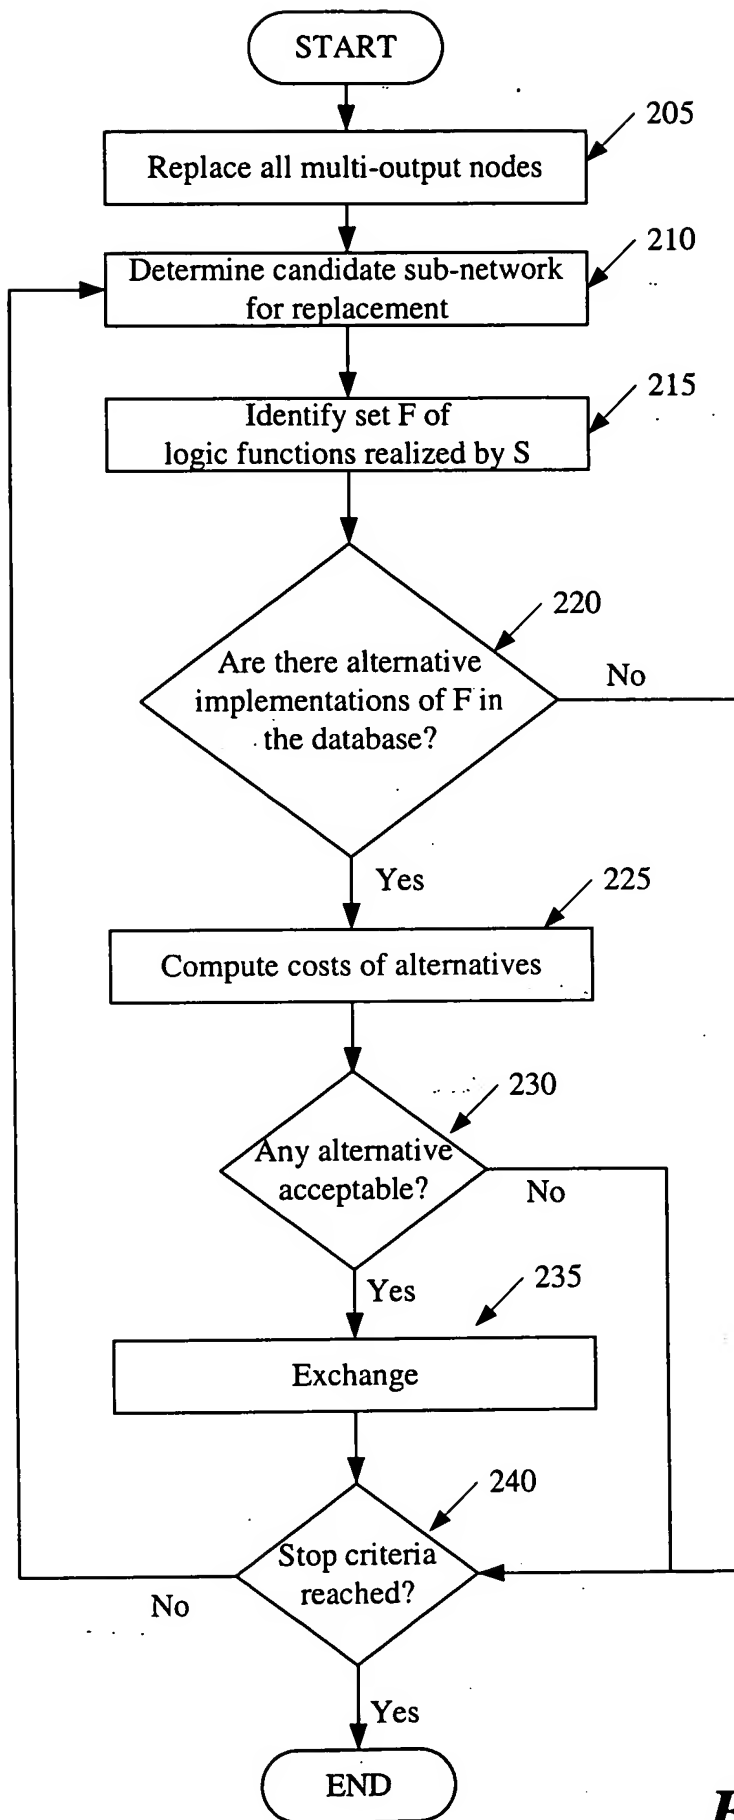 START
205
Replace all multi-output nodes
210
Determine candidate sub-network
for replacement
215
Identify set F of
logic functions realized by S
220
Are there alternative
implementations of F in
the database?
No
Yes
225
Compute costs of alternatives
230
Any alternative
acceptable?
No
Yes
235
Exchange
240
Stop criteria
reached?
No
Yes
END